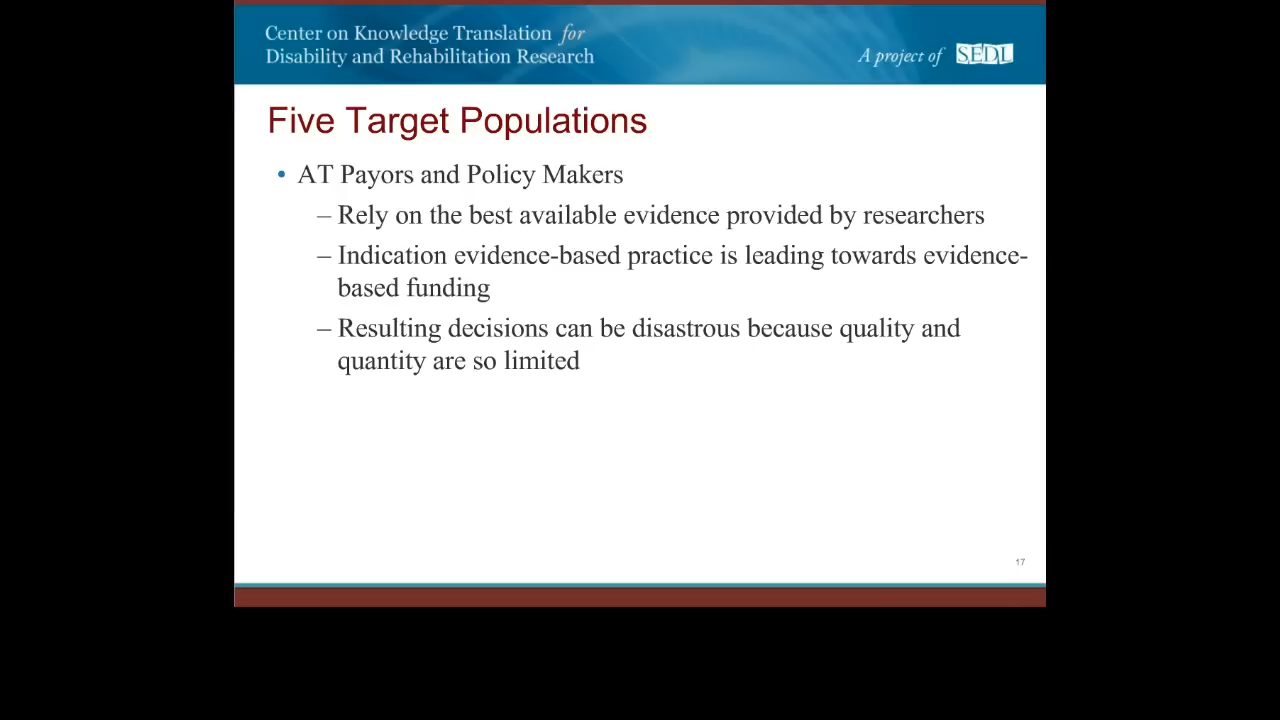 Center on Knowledge Translation for
Disability and Rehabilitation Research
A project of SEDL
Five Target Populations
• AT Payors and Policy Makers
– Rely on the best available evidence provided by researchers
– Indication evidence-based practice is leading towards evidence-
based funding
– Resulting decisions can be disastrous because quality and
quantity are so limited
17